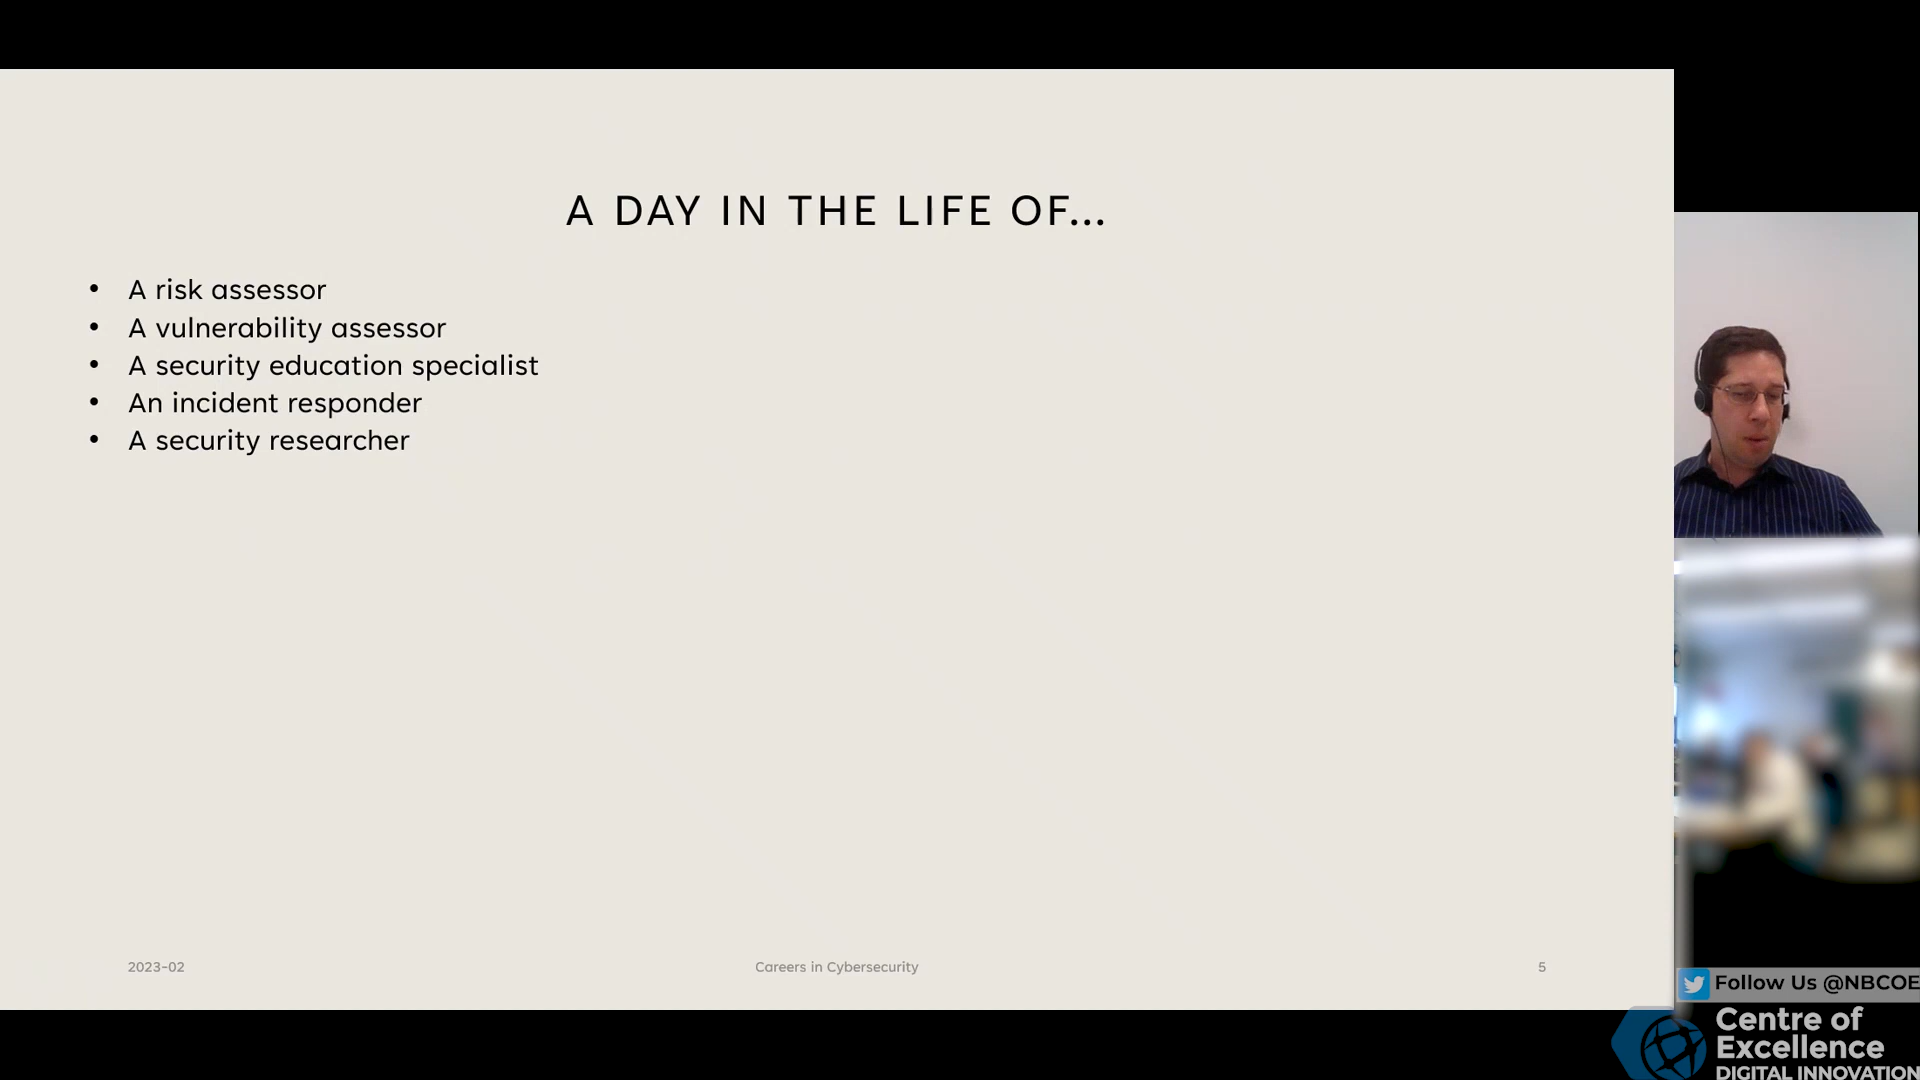 A DAY IN THE LIFE OF...
• A risk assessor
• A vulnerability assessor
• A security education specialist
• An incident responder
• A security researcher
2023-02
Careers in Cybersecurity
5
Follow Us @NBCOE
Centre of
Excellence
DIGITAL INNOVATION